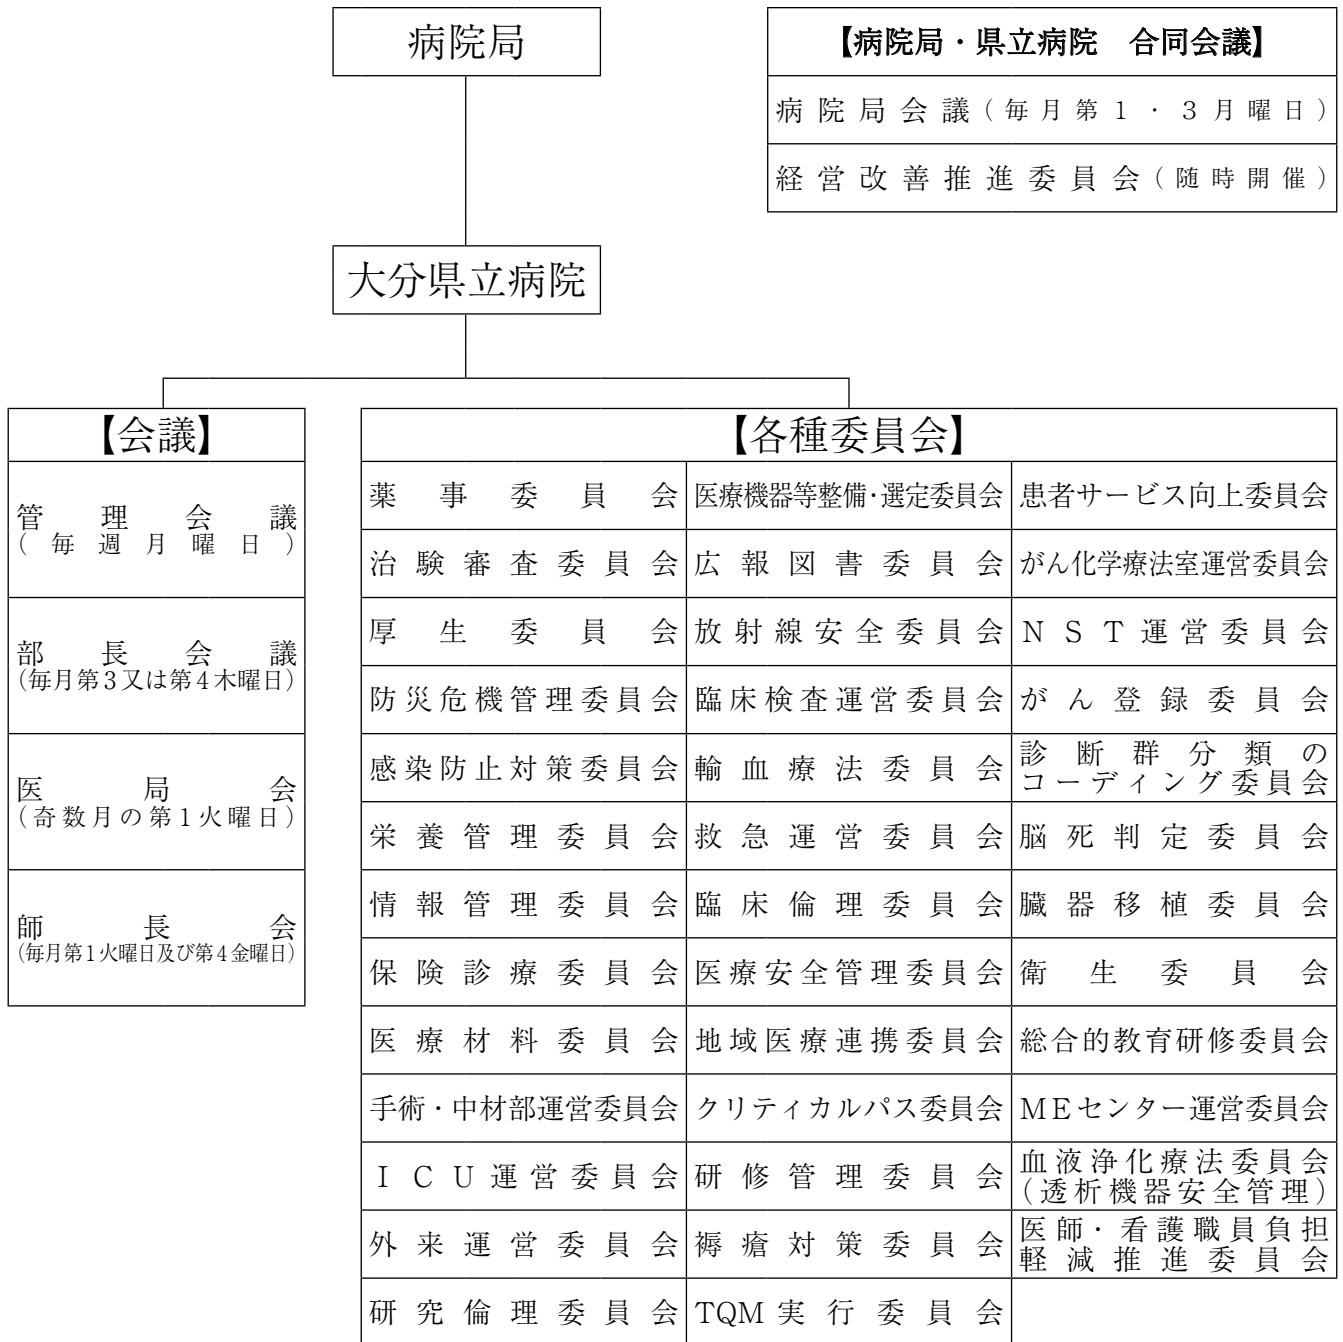 病院局
【病院局・県立病院　合同会議】
病院局会議(毎月第1・3月曜日)
経営改善推進委員会(随時開催)
大分県立病院
【会議】
管理会議
(毎週月曜日)
部長会議
(毎月第3又は第4木曜日)
医局会
(奇数月の第1火曜日)
師長会
(毎月第1火曜日及び第4金曜日)
【各種委員会】
薬事委員会
医療機器等整備・選定委員会
患者サービス向上委員会
治験審査委員会
広報図書委員会
がん化学療法室運営委員会
厚生委員会
放射線安全委員会
NST運営委員会
防災危機管理委員会
臨床検査運営委員会
がん登録委員会
感染防止対策委員会
輸血療法委員会
診断群分類の
コーディング委員会
栄養管理委員会
救急運営委員会
脳死判定委員会
情報管理委員会
臨床倫理委員会
臓器移植委員会
保険診療委員会
医療安全管理委員会
衛生委員会
医療材料委員会
地域医療連携委員会
総合的教育研修委員会
手術・中材部運営委員会
クリティカルパス委員会
MEセンター運営委員会
ICU運営委員会
研修管理委員会
血液浄化療法委員会
(透析機器安全管理)
外来運営委員会
褥瘡対策委員会
医師・看護職員負担
軽減推進委員会
研究倫理委員会
TQM実行委員会